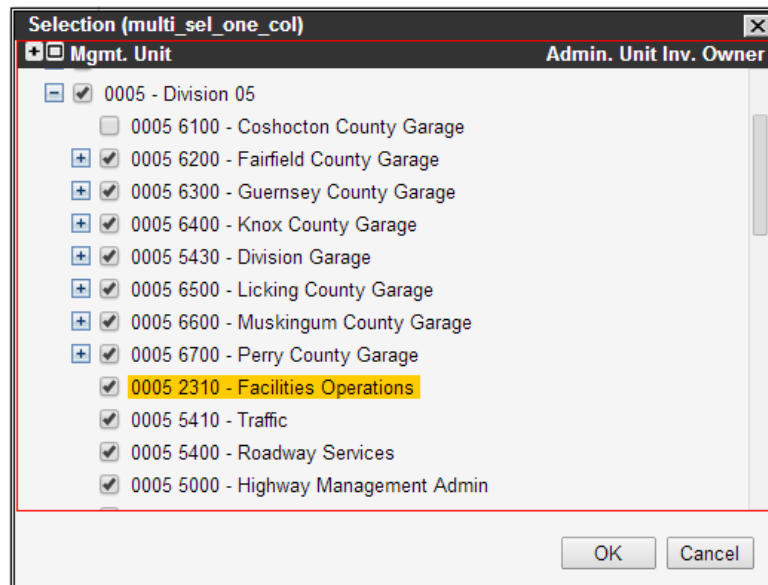 Selection (multi_sel_one_col)
Mgmt. Unit Admin. Unit Inv. Owner
0005 - Division 05
0005 6100 - Coshocton County Garage
0005 6200 - Fairfield County Garage
0005 6300 - Guernsey County Garage
0005 6400 - Knox County Garage
0005 5430 - Division Garage
0005 6500 - Licking County Garage
0005 6600 - Muskingum County Garage
0005 6700 - Perry County Garage
0005 2310 - Facilities Operations
0005 5410 - Traffic
0005 5400 - Roadway Services
0005 5000 - Highway Management Admin
OK Cancel